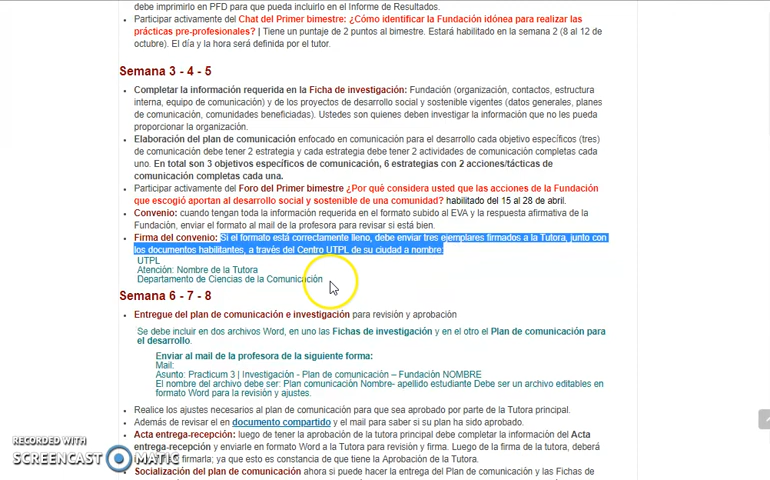 debe imprimirlo en PFD para que pueda incluirlo en el Informe de Resultados.
Participar activamente del Chat del Primer bimestre: ¿Cómo identificar la Fundación idónea para realizar las
prácticas pre-profesionales? | Tiene un puntaje de 2 puntos al bimestre. Estará habilitado en la semana 2 (8 al 12 de
octubre). El día y la hora será definida por el tutor.
Semana 3 - 4 - 5
Completar la información requerida en la Ficha de investigación: Fundación (organización, contactos, estructura
interna, equipo de comunicación) y de los proyectos de desarrollo social y sostenible vigentes (datos generales, planes
de comunicación, comunidades beneficiadas). Ustedes son quienes deben investigar la información que no les pueda
proporcionar la organización.
Elaboración del plan de comunicación enfocado en comunicación para el desarrollo cada objetivo específicos (tres)
de comunicación debe tener 2 estrategia y cada estrategia debe tener 2 actividades de comunicación completas cada
uno. En total son 3 objetivos específicos de comunicación, 6 estrategias con 2 acciones/tácticas de
comunicación completas cada una.
Participar activamente del Foro del Primer bimestre ¿Por qué considera usted que las acciones de la Fundación
que escogió aportan al desarrollo social y sostenible de una comunidad? habilitado del 15 al 28 de abril.
Convenio: cuando tengan toda la información requerida en el formato subido al EVA y la respuesta afirmativa de la
Fundación, enviar el formato al mail de la profesora para revisar si está bien.
Firma del convenio: Si el formato está correctamente lleno, debe enviar tres ejemplares firmados a la Tutora, junto con
los documentos habilitantes, a través del Centro UTPL de su ciudad a nombre:
UTPL
Atención: Nombre de la Tutora
Departamento de Ciencias de la Comunicación
Semana 6 - 7 - 8
Entregue del plan de comunicación e investigación para revisión y aprobación
Se debe incluir en dos archivos Word, en uno las Fichas de investigación y en el otro el Plan de comunicación para
el desarrollo.
Enviar al mail de la profesora de la siguiente forma:
Mail:
Asunto: Practicum 3 | Investigación - Plan de comunicación – Fundación NOMBRE
El nombre del archivo debe ser: Plan comunicación Nombre- apellido estudiante Debe ser un archivo editables en
formato Word para la revisión y ajustes.
Realice los ajustes necesarios al plan de comunicación para que sea aprobado por parte de la Tutora principal.
Además de revisar el en documento compartido y el mail para saber si su plan ha sido aprobado.
Acta entrega-recepción: luego de tener la aprobación de la tutora principal debe completar la información del Acta
entrega-recepción y enviarle en formato Word a la Tutora para revisión y firma. Luego de la firma de la tutora, deberá
firmarla; ya que esto es constancia de que tiene la Aprobación de la Tutora.
Socialización del plan de comunicación ahora si puede hacer la entrega del Plan de comunicación y las Fichas de
RECORDED WITH
SCREENCAST MATIC